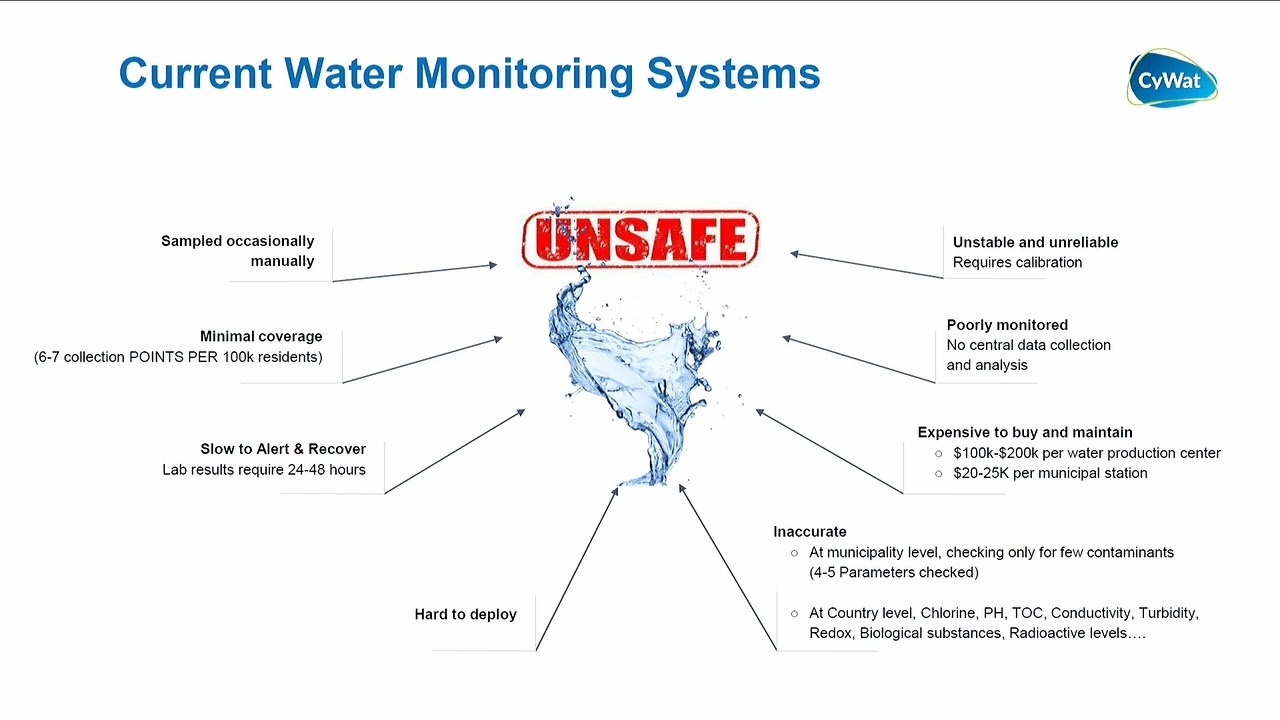 Current Water Monitoring Systems
CyWat
UNSAFE
Sampled occasionally
manually
Minimal coverage
(6-7 collection POINTS PER 100k residents)
Slow to Alert & Recover
Lab results require 24-48 hours
Hard to deploy
Unstable and unreliable
Requires calibration
Poorly monitored
No central data collection
and analysis
Expensive to buy and maintain
○ $100k-$200k per water production center
○ $20-25K per municipal station
Inaccurate
○ At municipality level, checking only for few contaminants
(4-5 Parameters checked)
○ At Country level, Chlorine, PH, TOC, Conductivity, Turbidity,
Redox, Biological substances, Radioactive levels….